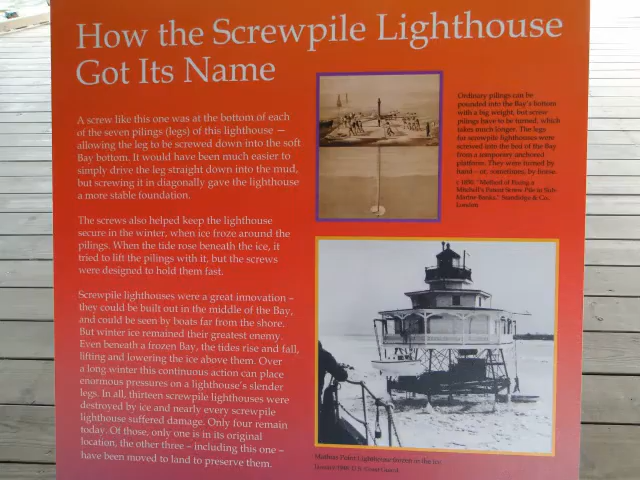 How the Screwpile Lighthouse
Got Its Name
A screw like this one was at the bottom of each
of the seven pilings (legs) of this lighthouse —
allowing the leg to be screwed down into the soft
Bay bottom. It would have been much easier to
simply drive the leg straight down into the mud,
but screwing it in diagonally gave the lighthouse
a more stable foundation.
The screws also helped keep the lighthouse
secure in the winter, when ice froze around the
pilings. When the tide rose beneath the ice, it
tried to lift the pilings with it, but the screws
were designed to hold them fast.
Screwpile lighthouses were a great innovation –
they could be built out in the middle of the Bay,
and could be seen by boats far from the shore.
But winter ice remained their greatest enemy.
Even beneath a frozen Bay, the tides rise and fall,
lifting and lowering the ice above them. Over
a long winter this continuous action can place
enormous pressures on a lighthouse's slender
legs. In all, thirteen screwpile lighthouses were
destroyed by ice and nearly every screwpile
lighthouse suffered damage. Only four remain
today. Of those, only one is in its original
location, the other three – including this one –
have been moved to land to preserve them.
Ordinary pilings can be
pounded into the Bay's bottom
with a big weight, but screw
pilings have to be turned, which
takes much longer. The legs
for screwpile lighthouses were
screwed into the bed of the Bay
from a temporary anchored
platform. They were turned by
hand – or, sometimes, by horse.
c 1850, "Method of Fixing a
Mitchell's Patent Screw Pile in Sub-
Marine Banks," Standidge & Co.,
London
Mathias Point Lighthouse frozen in the ice
U.S. Coast Guard